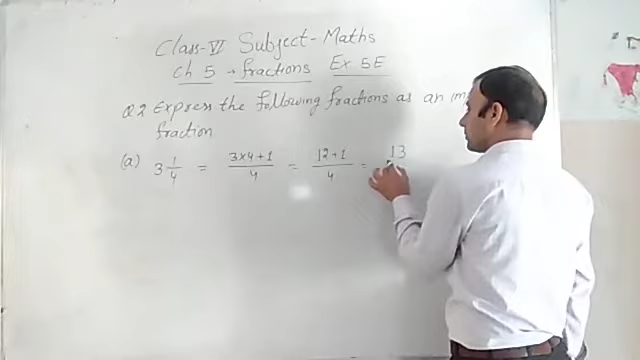 Class-VI Subject-Maths
Ch 5 → fractions Ex 5E
Q2 Express the following fractions as an
fraction
(a) 3 1/4 = (3×4+1)/4 = (12+1)/4 = 13